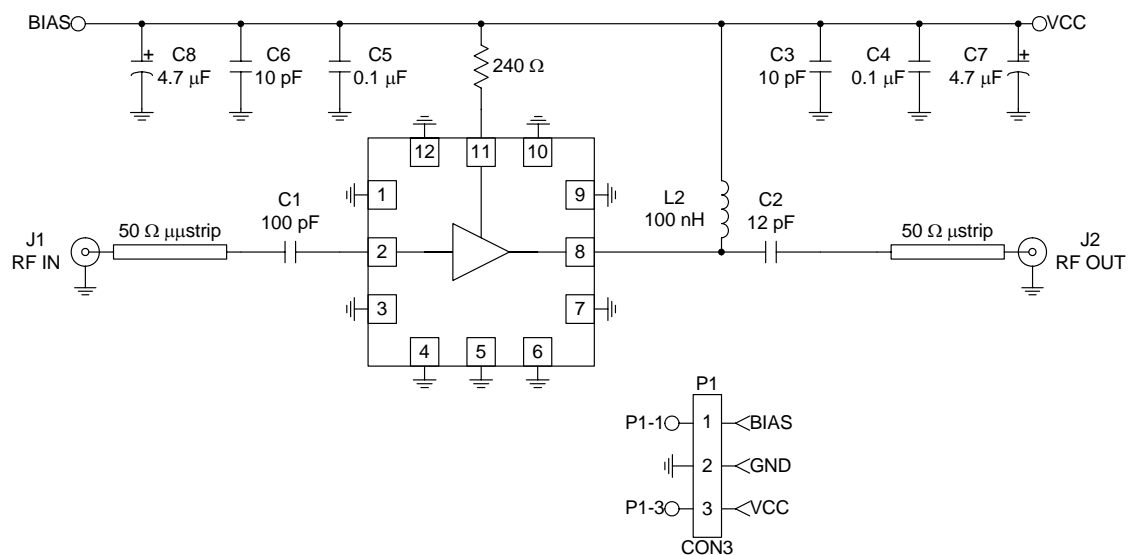 BIAS
VCC
C8
4.7 μF
C6
10 pF
C5
0.1 μF
240 Ω
C3
10 pF
C4
0.1 μF
C7
4.7 μF
12
11
10
1
9
2
8
3
7
4
5
6
J1
RF IN
50 Ω μμstrip
C1
100 pF
L2
100 nH
C2
12 pF
50 Ω μstrip
J2
RF OUT
P1
P1-1
1
BIAS
2
GND
P1-3
3
VCC
CON3